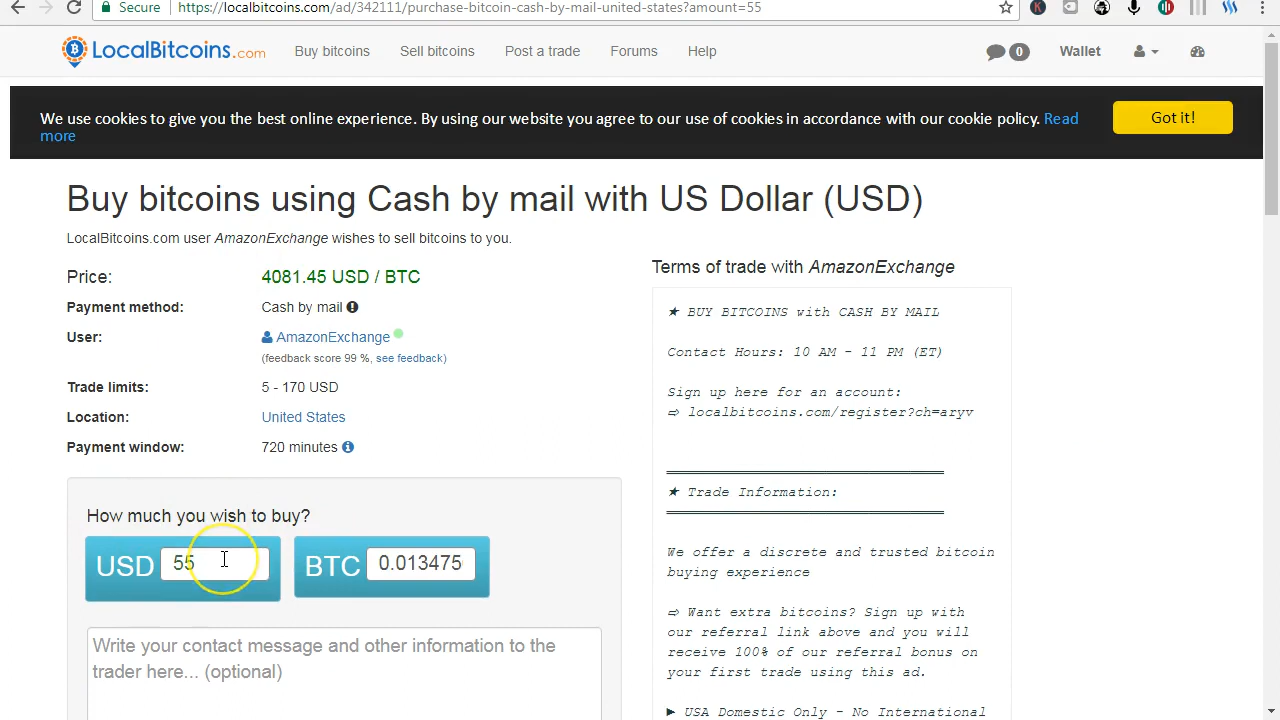 Secure https://localbitcoins.com/ad/342111/purchase-bitcoin-cash-by-mail-united-states?amount=55
LocalBitcoins.com Buy bitcoins Sell bitcoins Post a trade Forums Help 0 Wallet
We use cookies to give you the best online experience. By using our website you agree to our use of cookies in accordance with our cookie policy. Read
more
Got it!
Buy bitcoins using Cash by mail with US Dollar (USD)
LocalBitcoins.com user AmazonExchange wishes to sell bitcoins to you.
Price: 4081.45 USD / BTC
Payment method: Cash by mail
User: AmazonExchange
(feedback score 99 %, see feedback)
Trade limits: 5 - 170 USD
Location: United States
Payment window: 720 minutes
How much you wish to buy?
USD 55 BTC 0.013475
Write your contact message and other information to the
trader here... (optional)
Terms of trade with AmazonExchange
★ BUY BITCOINS with CASH BY MAIL
Contact Hours: 10 AM - 11 PM (ET)
Sign up here for an account:
⇨ localbitcoins.com/register?ch=aryv
★ Trade Information:
We offer a discrete and trusted bitcoin
buying experience
⇨ Want extra bitcoins? Sign up with
our referral link above and you will
receive 100% of our referral bonus on
your first trade using this ad.
► USA Domestic Only - No International